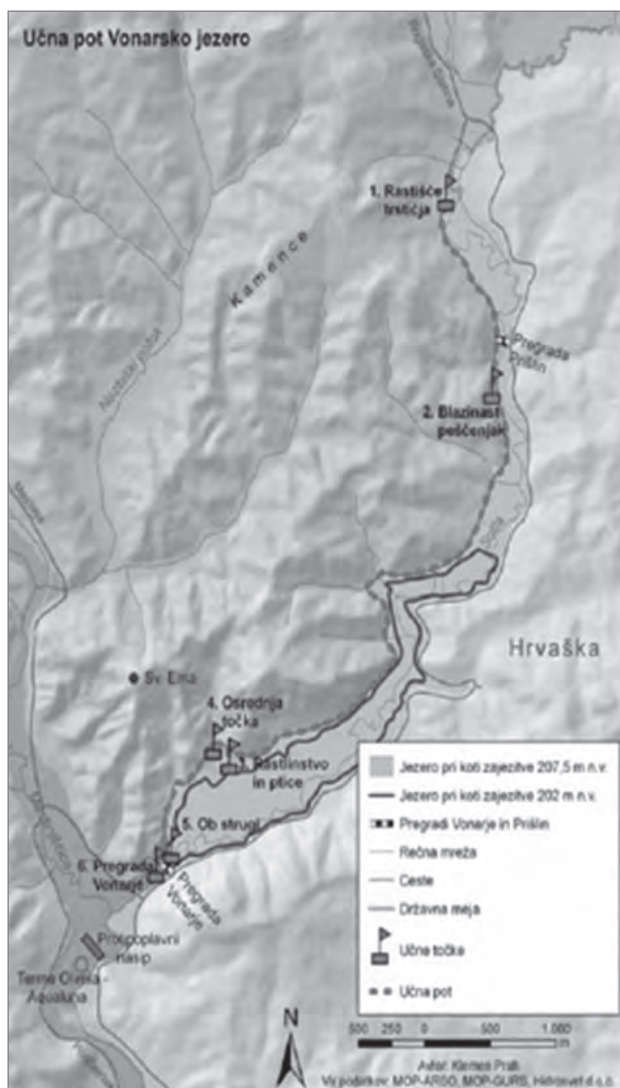 Učna pot Vonarsko jezero
1. Rastišče
trstičja
Kamence
Pregrada
Prišlin
2. Blazinast
peščenjak
Sotla
Hrvaška
Sv. Ema
4. Osrednja
točka
3. Rastlinstvo
in ptice
5. Ob strugi
6. Pregrada
Vonarje
Pregrada
Vonarje
Protipoplavni
nasip
Terme Olimia -
Aqualuna
Jezero pri koti zajezitve 207,5 m n.v.
Jezero pri koti zajezitve 202 m n.v.
Pregradi Vonarje in Prišlin
Rečna mreža
Ceste
Državna meja
Učna točka
Učna pot
N
500 250 0 500 1.000
m
Avtor: Klemen Prah
Vir podatkov: MOP-ARSO, MOP-GURS, Hidrosvet d.o.o.